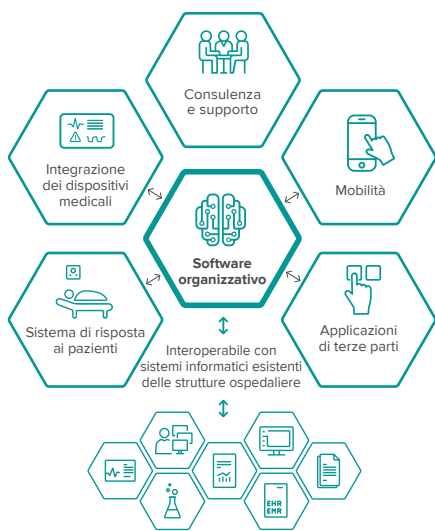 Consulenza
e supporto
Integrazione
dei dispositivi
medicali
Mobilità
Software
organizzativo
Sistema di risposta
ai pazienti
Applicazioni
di terze parti
Interoperabile con
sistemi informatici esistenti
delle strutture ospedaliere
EHR
EMR